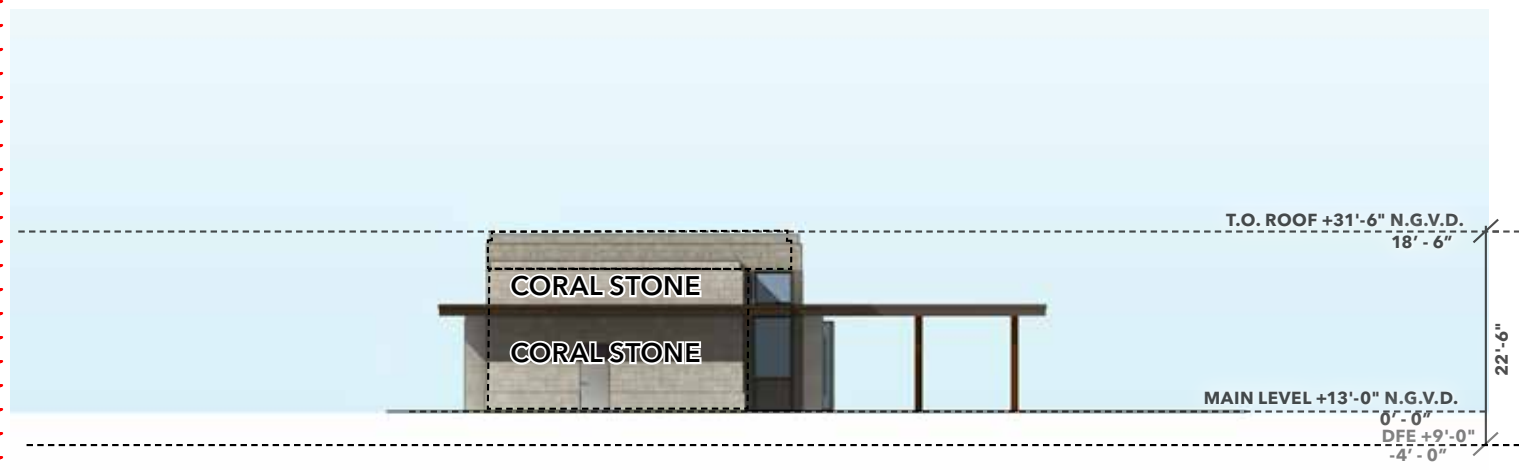 T.O. ROOF +31'-6" N.G.V.D.
18' - 6"
CORAL STONE
CORAL STONE
22'-6"
MAIN LEVEL +13'-0" N.G.V.D.
0' - 0"
DFE +9'-0"
-4' - 0"